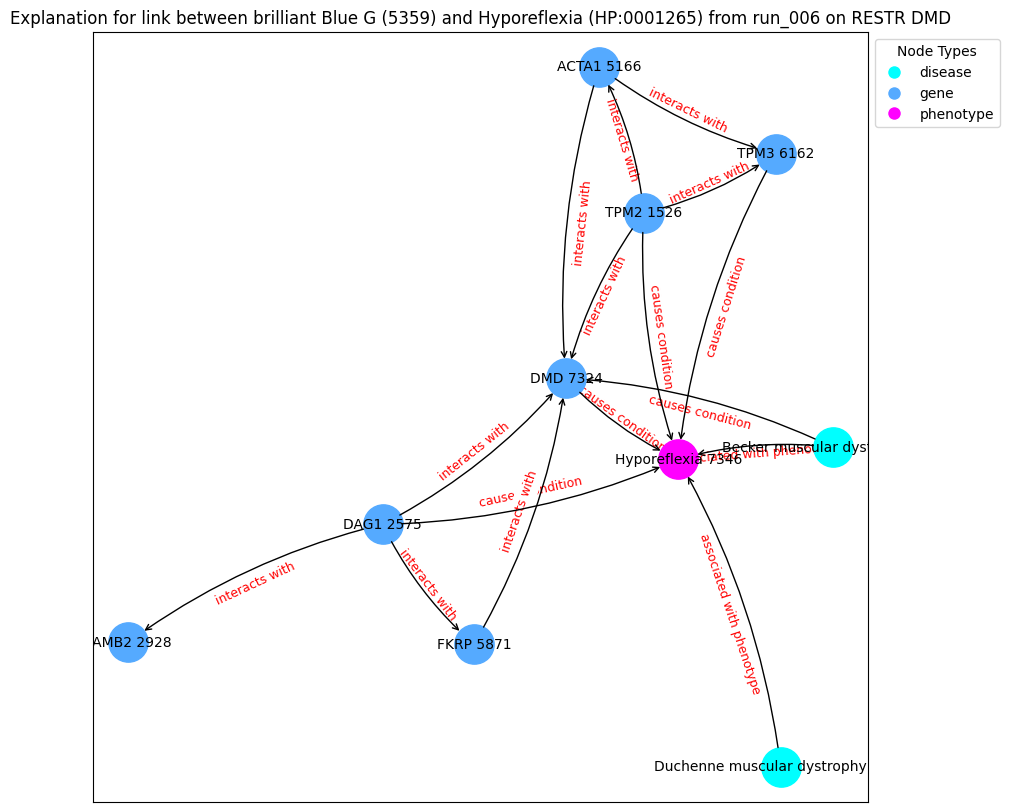 Explanation for link between brilliant Blue G (5359) and Hyporeflexia (HP:0001265) from run_006 on RESTR DMD
Node Types
disease
gene
phenotype
ACTA1 5166
interacts with
TPM3 6162
interacts with
interacts with
TPM2 1526
interacts with
interacts with
causes condition
causes condition
DMD 7324
causes condition
causes condition
Becker muscular dyst
Hyporeflexia 7346
ciated with pheno
interacts with
cause ndition
interacts with
DAG1 2575
interacts with
interacts with
associated with phenotype
AMB2 2928
FKRP 5871
Duchenne muscular dystrophy